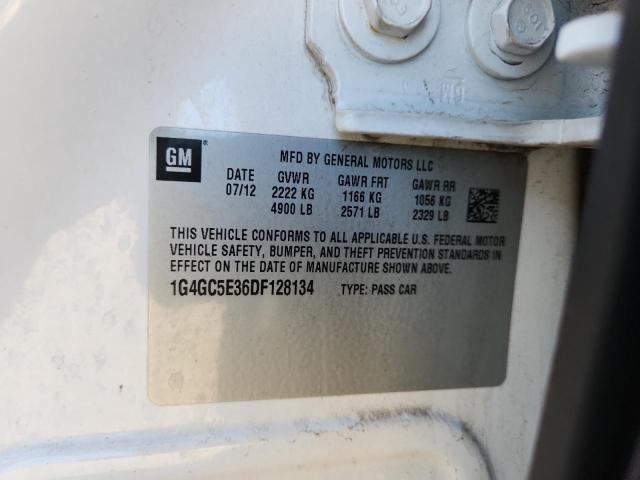 GM ®
MFD BY GENERAL MOTORS LLC
DATE GVWR GAWR FRT GAWR RR
07/12 2222 KG 1166 KG 1056 KG
4900 LB 2571 LB 2329 LB
THIS VEHICLE CONFORMS TO ALL APPLICABLE U.S. FEDERAL MOTOR
VEHICLE SAFETY, BUMPER, AND THEFT PREVENTION STANDARDS IN
EFFECT ON THE DATE OF MANUFACTURE SHOWN ABOVE.
1G4GC5E36DF128134 TYPE: PASS CAR